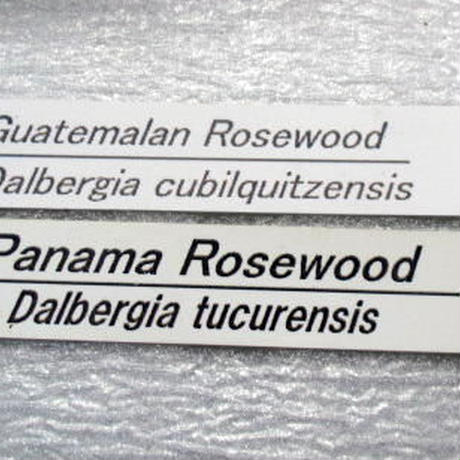 Guatemalan Rosewood
Dalbergia cubilquitzensis
Panama Rosewood
Dalbergia tucurensis